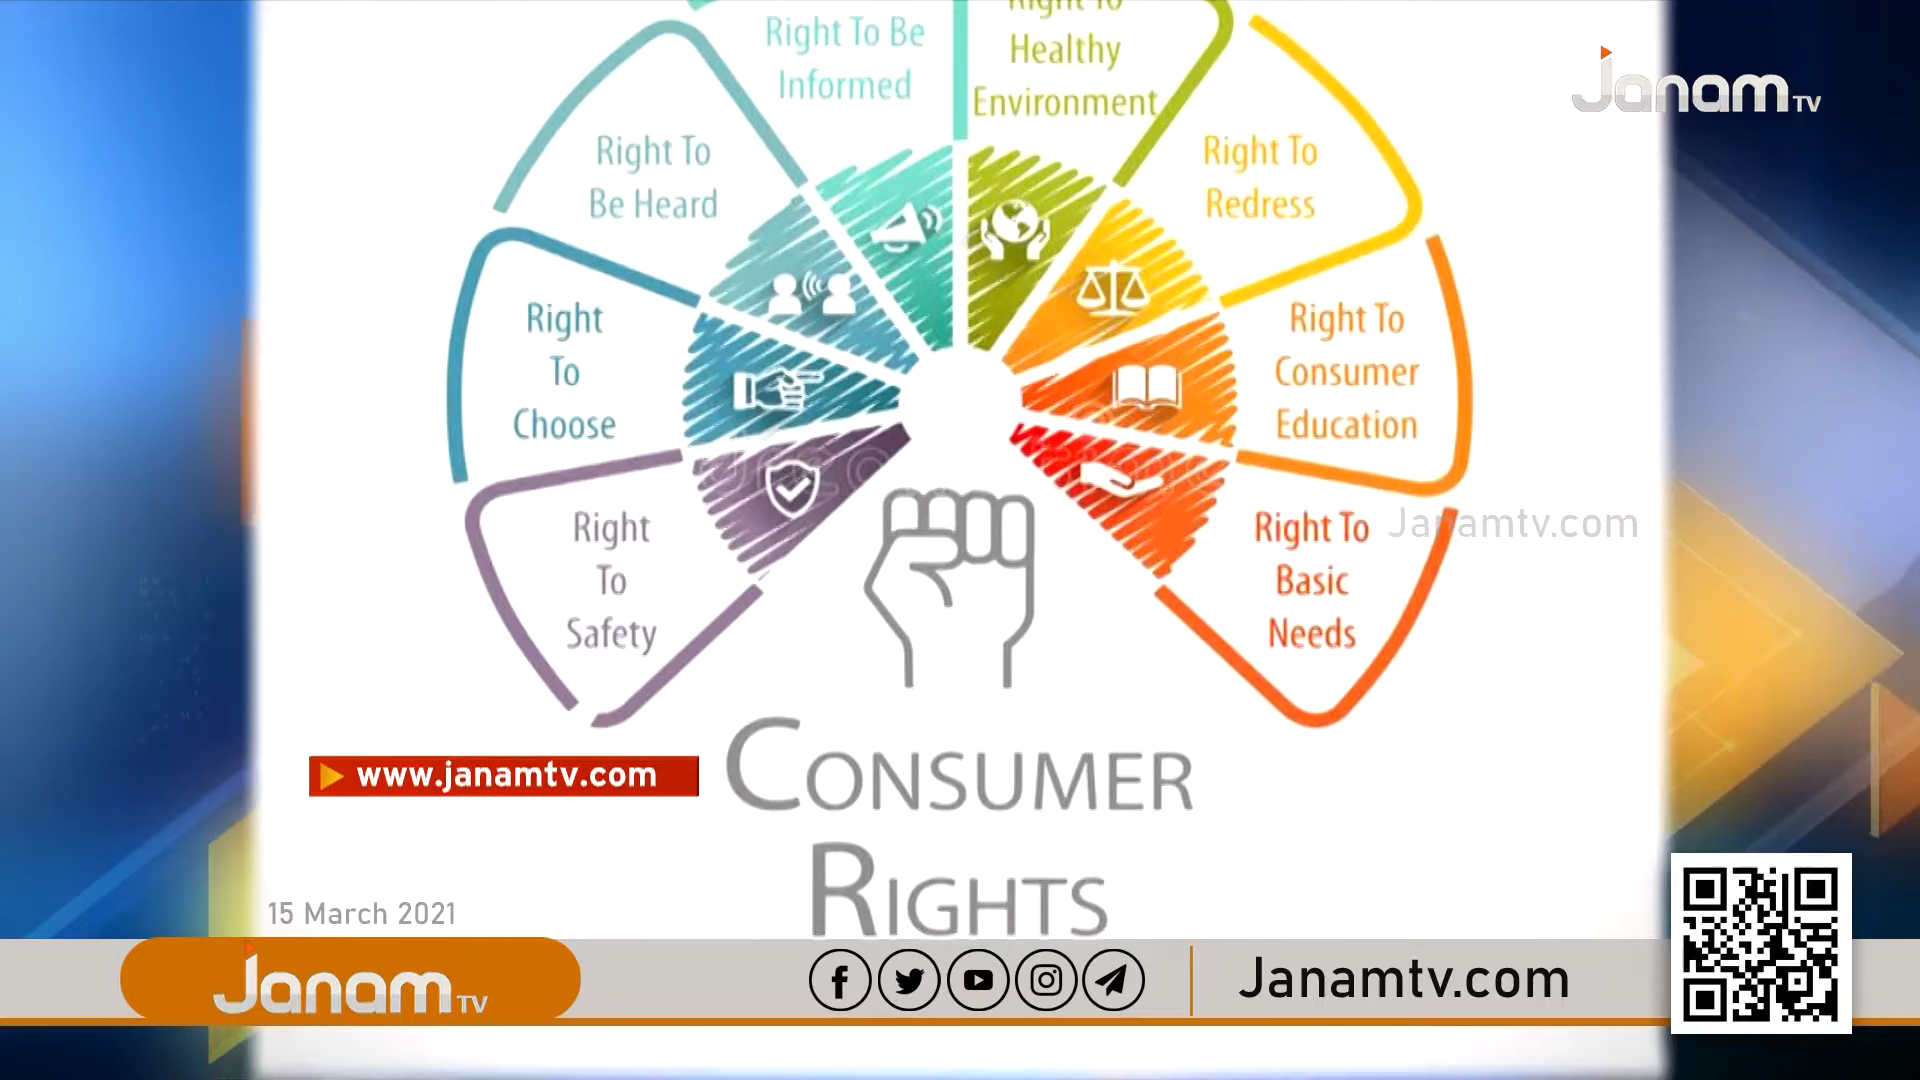 Right To Be
Informed
Right To
Healthy
Environment
Janam TV
Right To
Be Heard
Right To
Redress
Right
To
Choose
Right To
Consumer
Education
Right
To
Safety
Right To
Basic
Needs
Janamtv.com
www.janamtv.com
CONSUMER
RIGHTS
15 March 2021
Janam TV
Janamtv.com